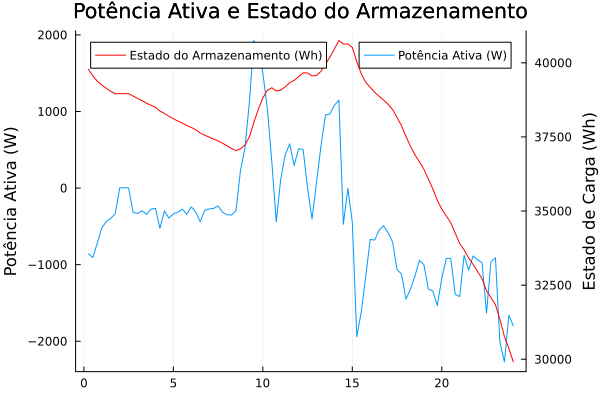 Potência Ativa e Estado do Armazenamento
Estado do Armazenamento (Wh)
Potência Ativa (W)
Potência Ativa (W)
2000
1000
0
−1000
−2000
Estado de Carga (Wh)
40000
37500
35000
32500
30000
0 5 10 15 20